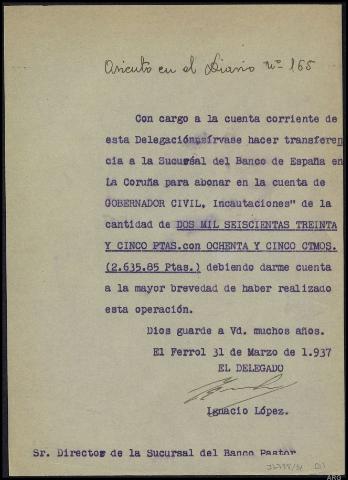 Asiento en el Diario nº 165
Con cargo a la cuenta corriente de
esta Delegación,sírvase hacer transferen
cia a la Sucursal del Banco de España en
La Coruña para abonar en la cuenta de
GOBERNADOR CIVIL, Incautaciones" de la
cantidad de DOS MIL SEISCIENTAS TREINTA
Y CINCO PTAS.con OCHENTA Y CINCO CTMOS.
(2.635.85 Ptas.) debiendo darme cuenta
a la mayor brevedad de haber realizado
esta operación.
Dios guarde a Vd. muchos años.
El Ferrol 31 de Marzo de 1.937
EL DELEGADO
Ignacio López.
Sr. Director de la Sucursal del Banco Pastor
ARG